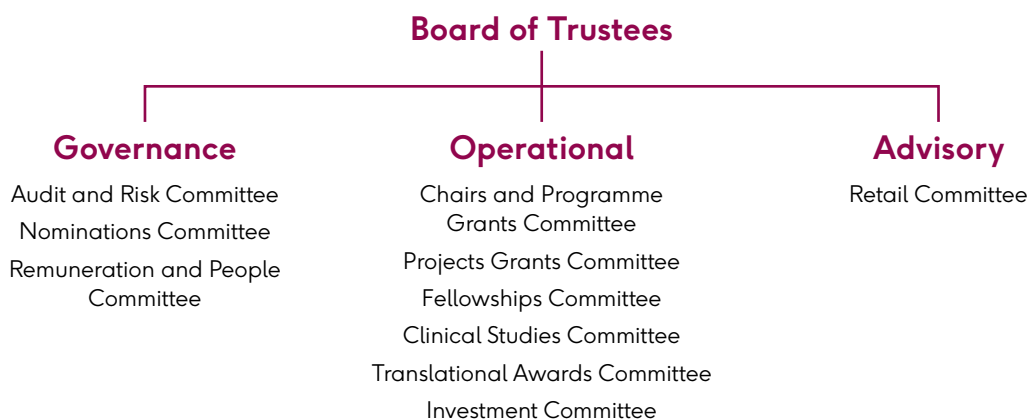 Board of Trustees
Governance
Audit and Risk Committee
Nominations Committee
Remuneration and People
Committee
Operational
Chairs and Programme
Grants Committee
Projects Grants Committee
Fellowships Committee
Clinical Studies Committee
Translational Awards Committee
Investment Committee
Advisory
Retail Committee